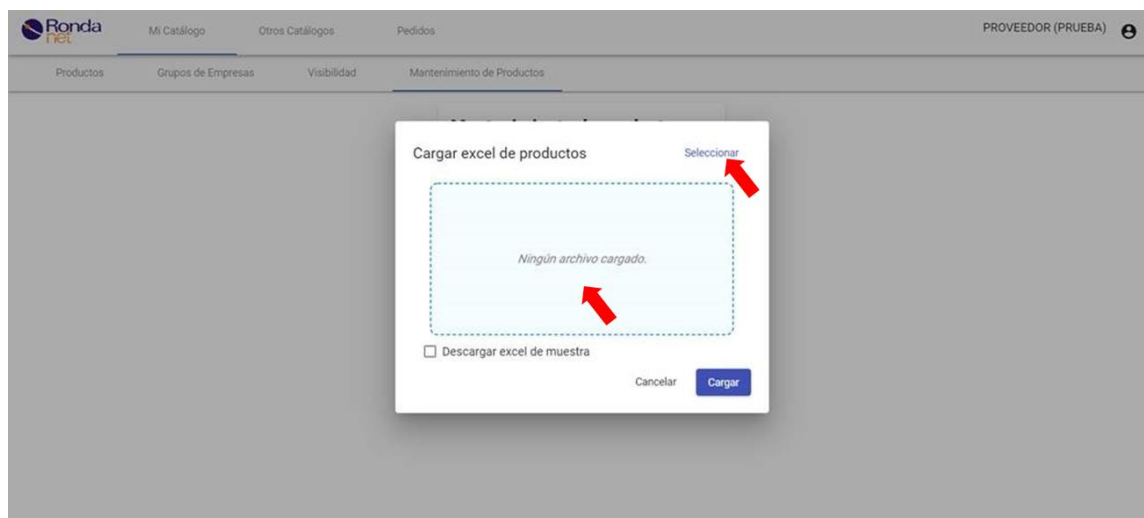 Ronda
net
Mi Catálogo Otros Catálogos Pedidos PROVEEDOR (PRUEBA)
Productos Grupos de Empresas Visibilidad Mantenimiento de Productos
Cargar excel de productos Seleccionar
Ningún archivo cargado.
Descargar excel de muestra
Cancelar Cargar